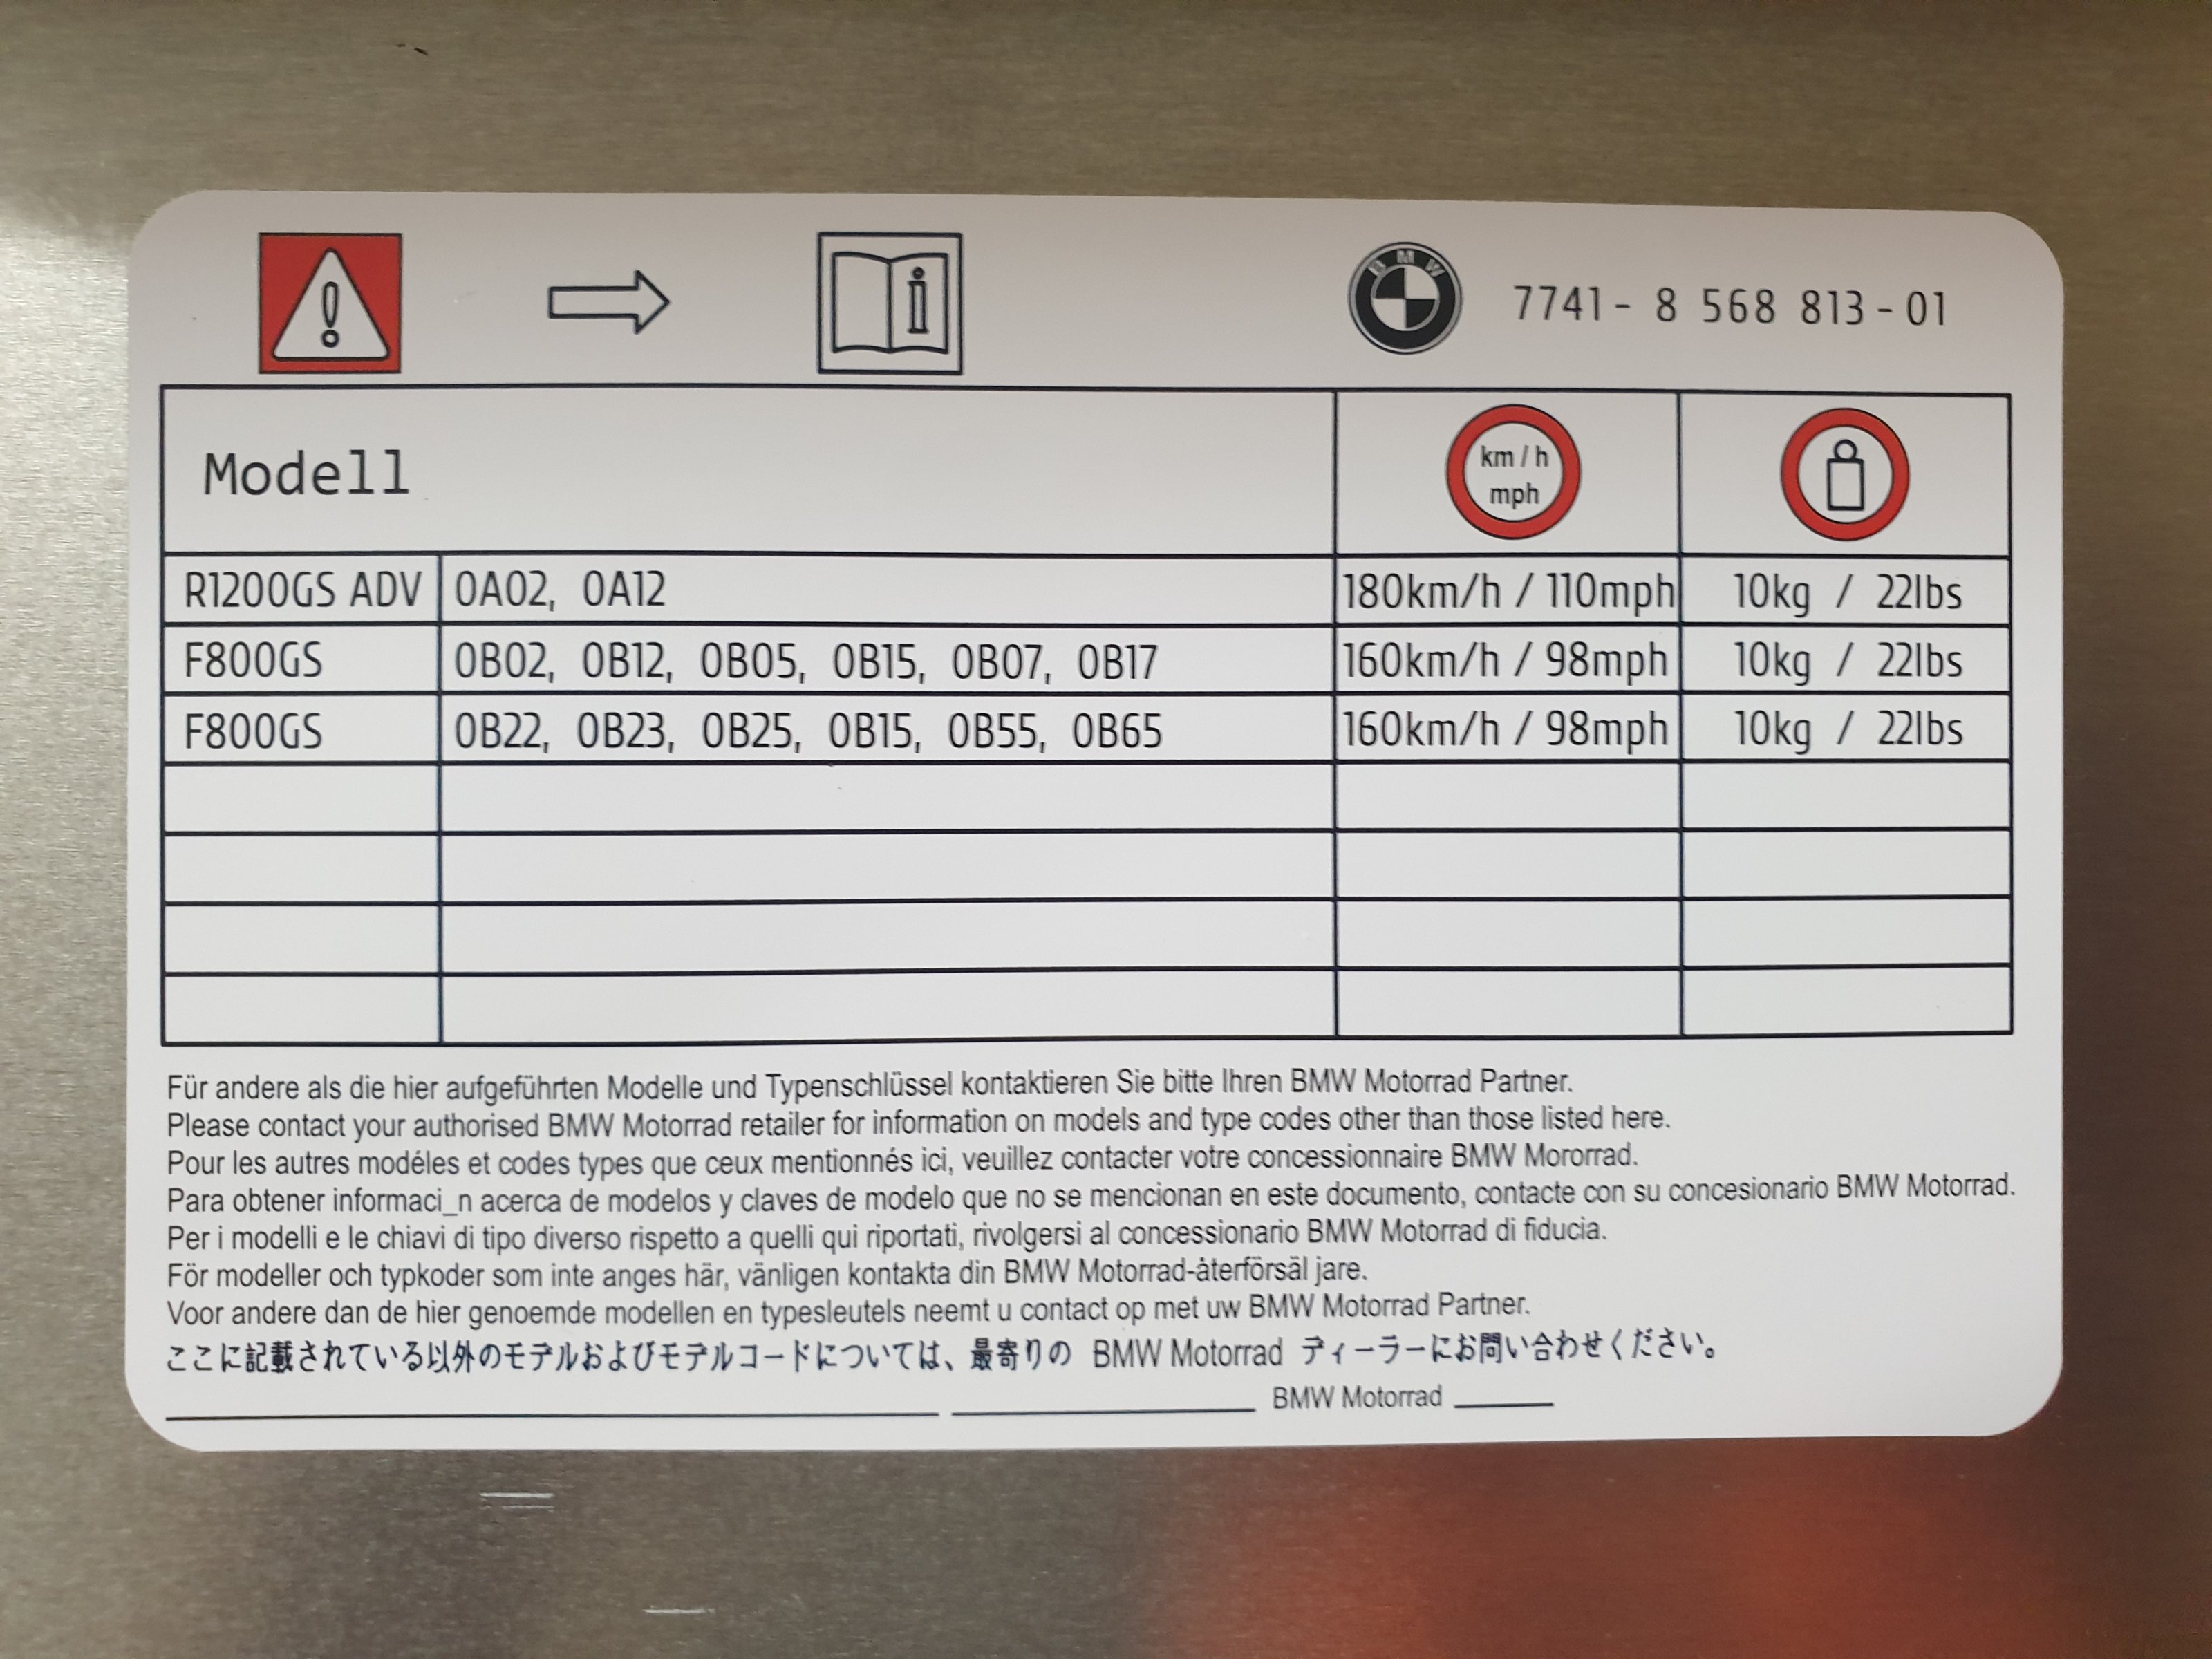 BMW 7741- 8 568 813-01
Modell km/h
mph
R1200GS ADV 0A02, 0A12 180km/h / 110mph 10kg / 22lbs
F800GS 0B02, 0B12, 0B05, 0B15, 0B07, 0B17 160km/h / 98mph 10kg / 22lbs
F800GS 0B22, 0B23, 0B25, 0B15, 0B55, 0B65 160km/h / 98mph 10kg / 22lbs
Für andere als die hier aufgeführten Modelle und Typenschlüssel kontaktieren Sie bitte Ihren BMW Motorrad Partner.
Please contact your authorised BMW Motorrad retailer for information on models and type codes other than those listed here.
Pour les autres modéles et codes types que ceux mentionnés ici, veuillez contacter votre concessionnaire BMW Mororrad.
Para obtener informaci_n acerca de modelos y claves de modelo que no se mencionan en este documento, contacte con su concesionario BMW Motorrad.
Per i modelli e le chiavi di tipo diverso rispetto a quelli qui riportati, rivolgersi al concessionario BMW Motorrad di fiducia.
För modeller och typkoder som inte anges här, vänligen kontakta din BMW Motorrad-återförsäl jare.
Voor andere dan de hier genoemde modellen en typesleutels neemt u contact op met uw BMW Motorrad Partner.
ここに記載されている以外のモデルおよびモデルコードについては、最寄りの BMW Motorrad ディーラーにお問い合わせください。
BMW Motorrad